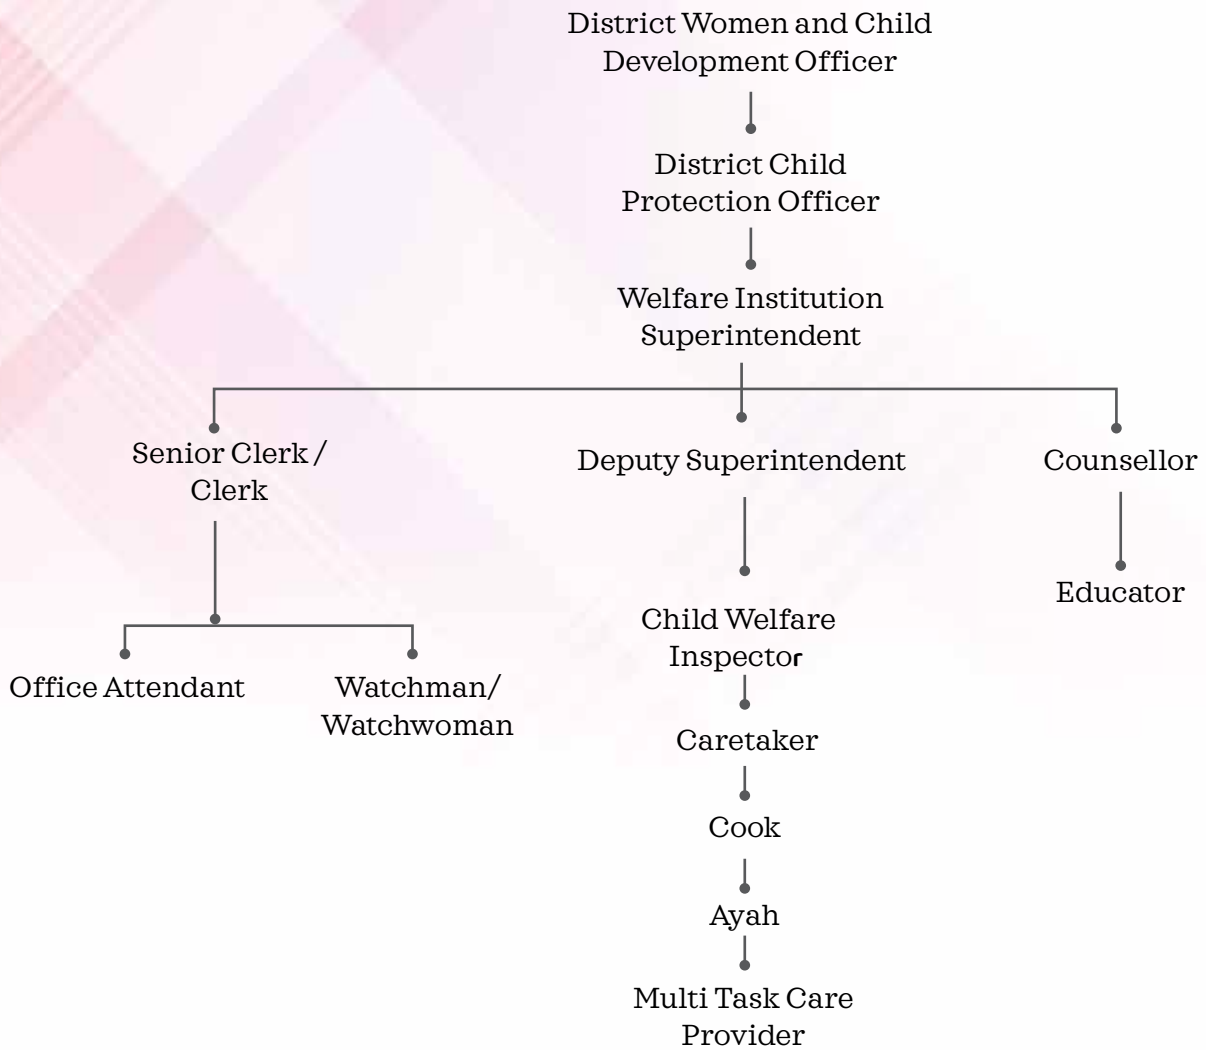 District Women and Child
Development Officer
District Child
Protection Officer
Welfare Institution
Superintendent
Senior Clerk /
Clerk
Deputy Superintendent
Counsellor
Office Attendant
Watchman/
Watchwoman
Child Welfare
Inspector
Educator
Caretaker
Cook
Ayah
Multi Task Care
Provider